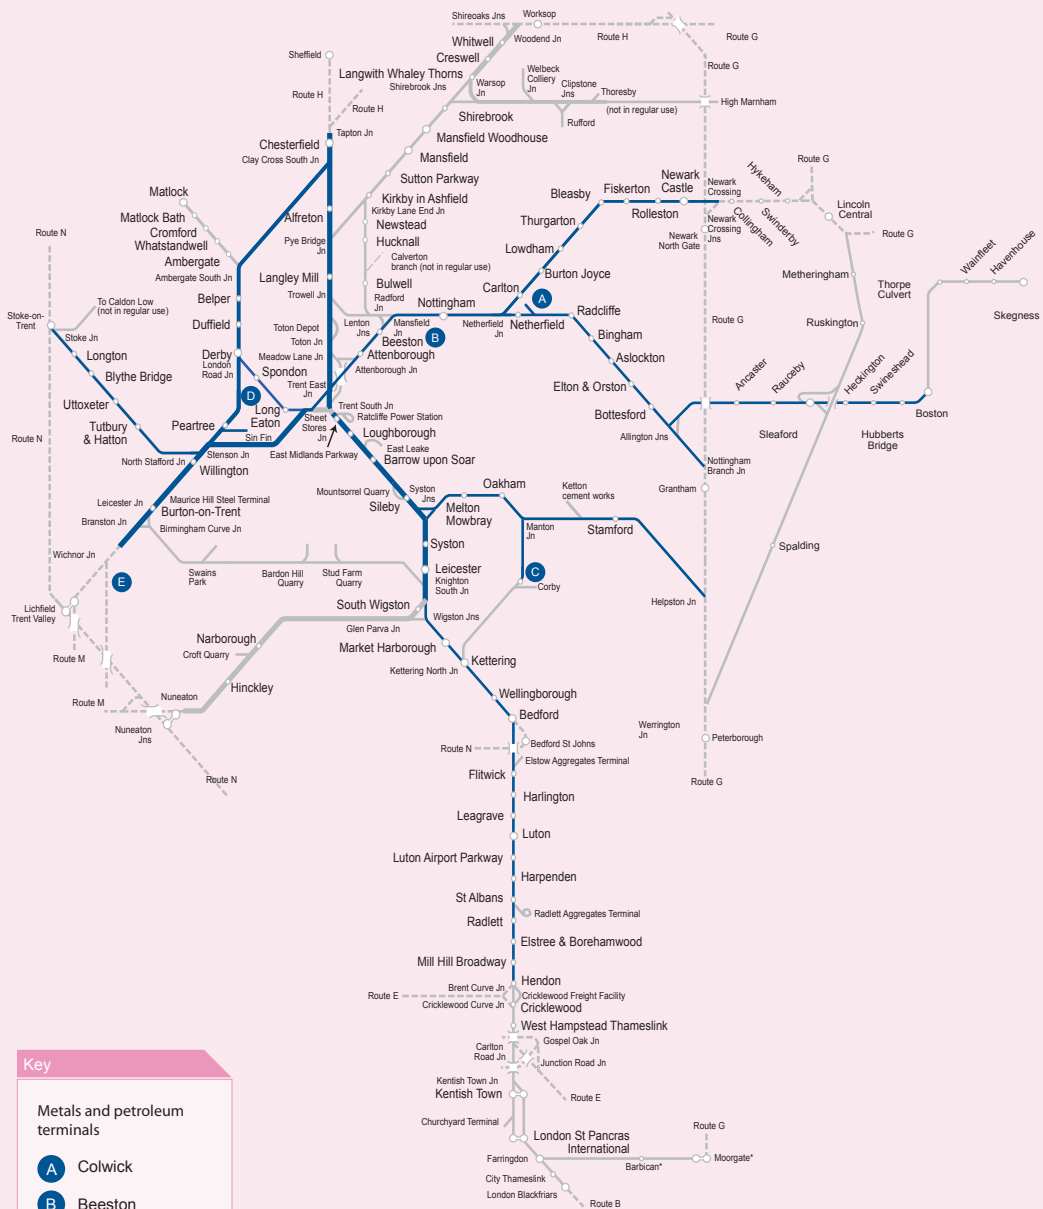 Shireoaks Jns
Worksop
Whitwell
Woodend Jn
Route H
Route G
Creswell
Sheffield
Langwith Whaley Thorns
Shirebrook Jns
Welbeck
Colliery
Jn
Route G
Warsop
Jn
Clipstone
Jns
Thoresby
Route H
Route H
(not in regular use)
High Marnham
Shirebrook
Rufford
Tapton Jn
Mansfield Woodhouse
Chesterfield
Clay Cross South Jn
Mansfield
Route G
Sutton Parkway
Newark
Castle
Newark
Crossing
Hykeham
Matlock
Bleasby
Fiskerton
Kirkby in Ashfield
Kirkby Lane End Jn
Rolleston
Lincoln
Central
Matlock Bath
Alfreton
Newstead
Thurgarton
Newark
Crossing
Jns
Collingham
Swinderby
Cromford
Route N
Whatstandwell
Pye Bridge
Jn
Hucknall
Newark
North Gate
Route G
Lowdham
Calverton
branch (not in regular use)
Ambergate
Ambergate South Jn
Langley Mill
Burton Joyce
Metheringham
Wainfleet
Havenhouse
Bulwell
Thorpe
Culvert
Trowell Jn
Radford
Jn
Carlton
A
Belper
To Caldon Low
(not in regular use)
Nottingham
Skegness
Stoke-on-
Trent
Duffield
Toton Depot
Lenton
Jns
Mansfield
Jn
Netherfield
Jn
Netherfield
Radcliffe
Route G
Ruskington
Stoke Jn
Toton Jn
Beeston
B
Bingham
Longton
Derby
Meadow Lane Jn
Attenborough
London
Road Jn
Attenborough Jn
Aslockton
Blythe Bridge
Spondon
Trent East
Jn
Elton & Orston
Ancaster
Rauceby
Heckington
Swineshead
D
Uttoxeter
Long
Eaton
Trent South Jn
Bottesford
Boston
Tutbury
& Hatton
Peartree
Sheet
Stores
Jn
Ratcliffe Power Station
Loughborough
Sin Fin
East Leake
Allington Jns
Sleaford
Hubberts
Bridge
North Stafford Jn
Stenson Jn
East Midlands Parkway
Barrow upon Soar
Willington
Nottingham
Branch Jn
Mountsorrel Quarry
Syston
Jns
Oakham
Ketton
cement works
Grantham
Leicester Jn
Maurice Hill Steel Terminal
Sileby
Melton
Mowbray
Burton-on-Trent
Branston Jn
Birmingham Curve Jn
Manton
Jn
Stamford
Syston
Spalding
Wichnor Jn
E
Swains
Park
Bardon Hill
Quarry
Stud Farm
Quarry
Leicester
C
Knighton
South Jn
Corby
Helpston Jn
Lichfield
Trent Valley
South Wigston
Wigston Jns
Glen Parva Jn
Narborough
Market Harborough
Croft Quarry
Route M
Kettering
Kettering North Jn
Hinckley
Nuneaton
Wellingborough
Route M
Bedford
Werrington
Jn
Nuneaton
Jns
Peterborough
Route N
Bedford St Johns
Elstow Aggregates Terminal
Route N
Flitwick
Route G
Harlington
Leagrave
Luton
Luton Airport Parkway
Harpenden
St Albans
Radlett Aggregates Terminal
Radlett
Elstree & Borehamwood
Mill Hill Broadway
Hendon
Brent Curve Jn
Route E
Cricklewood Freight Facility
Cricklewood Curve Jn
Cricklewood
West Hampstead Thameslink
Carlton
Road Jn
Gospel Oak Jn
Key
Junction Road Jn
Kentish Town Jn
Kentish Town
Route E
Metals and petroleum
terminals
Churchyard Terminal
Route G
London St Pancras
International
A Colwick
Farringdon
Barbican*
Moorgate*
City Thameslink
London Blackfriars
B Beeston
Route B
Route N